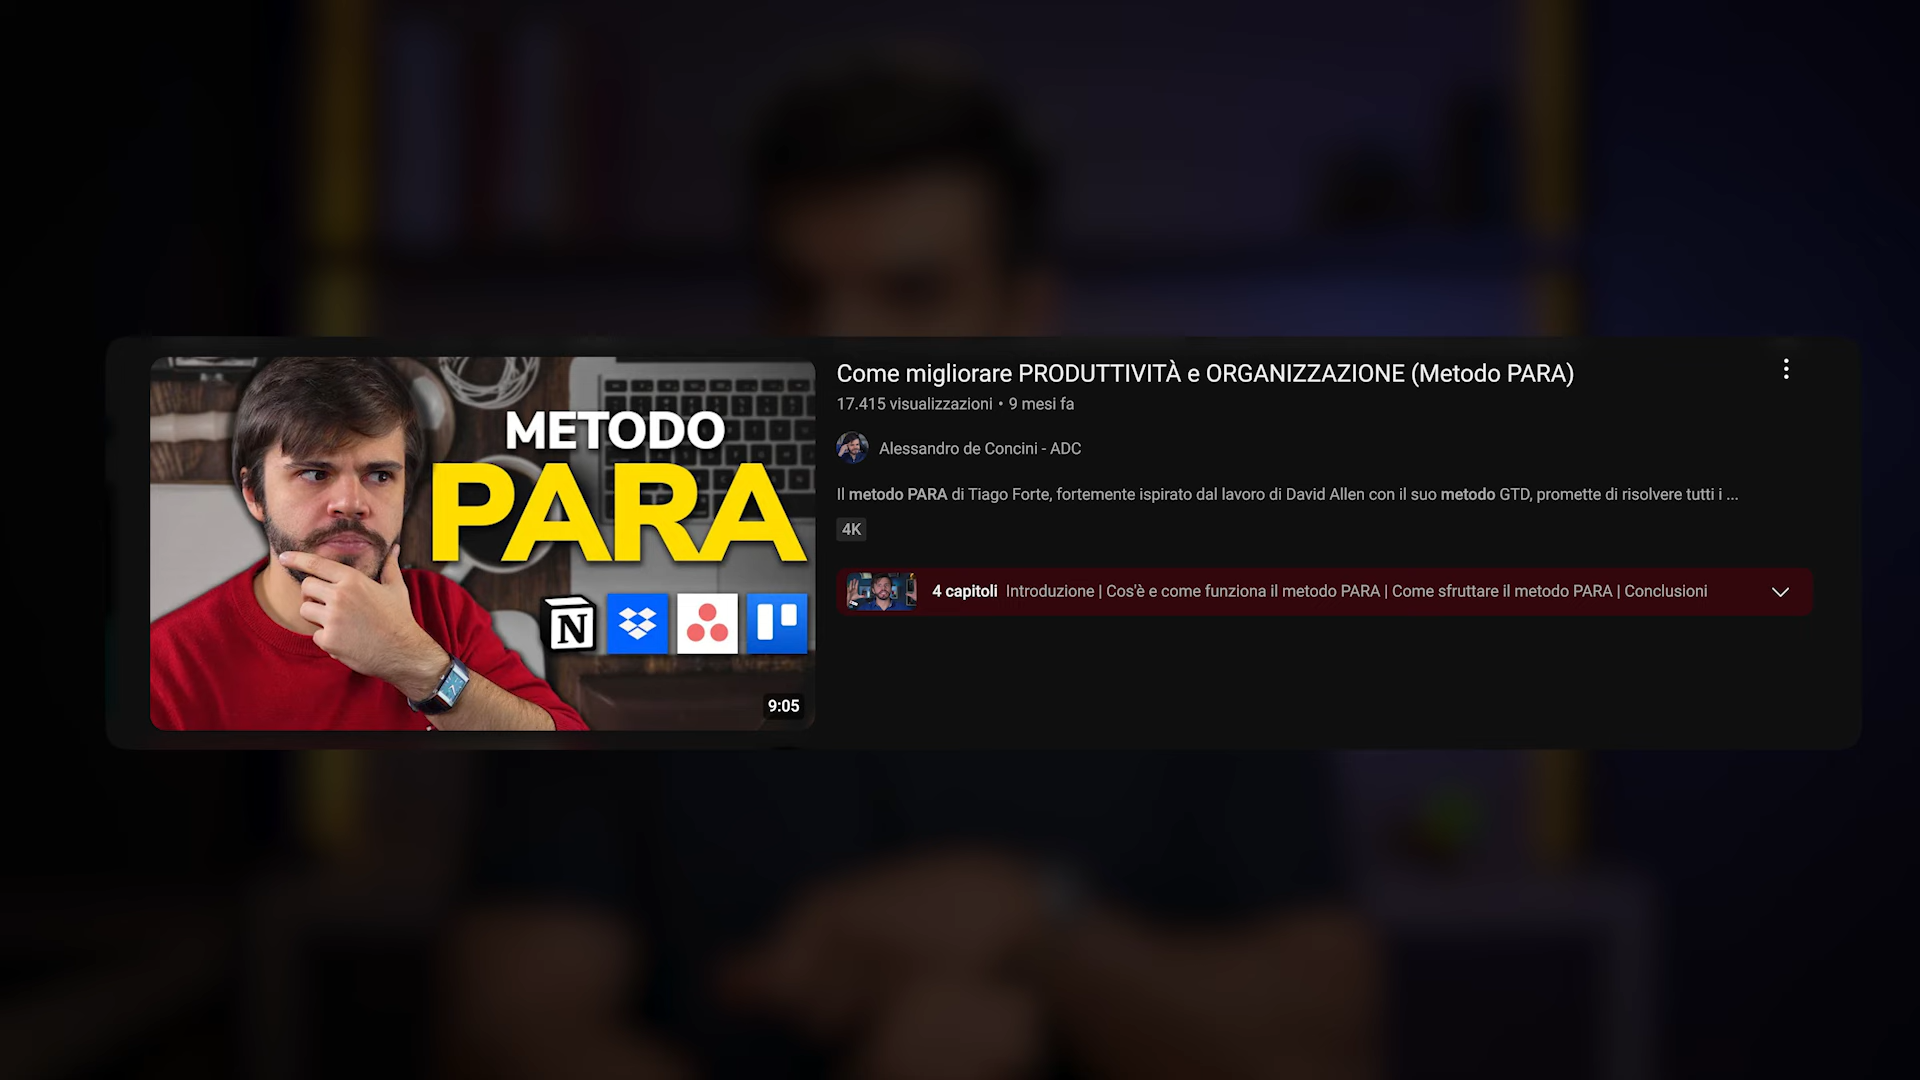 METODO
PARA
N
9:05
Come migliorare PRODUTTIVITÀ e ORGANIZZAZIONE (Metodo PARA)
17.415 visualizzazioni • 9 mesi fa
Alessandro de Concini - ADC
Il metodo PARA di Tiago Forte, fortemente ispirato dal lavoro di David Allen con il suo metodo GTD, promette di risolvere tutti i ...
4K
4 capitoli Introduzione | Cos'è e come funziona il metodo PARA | Come sfruttare il metodo PARA | Conclusioni